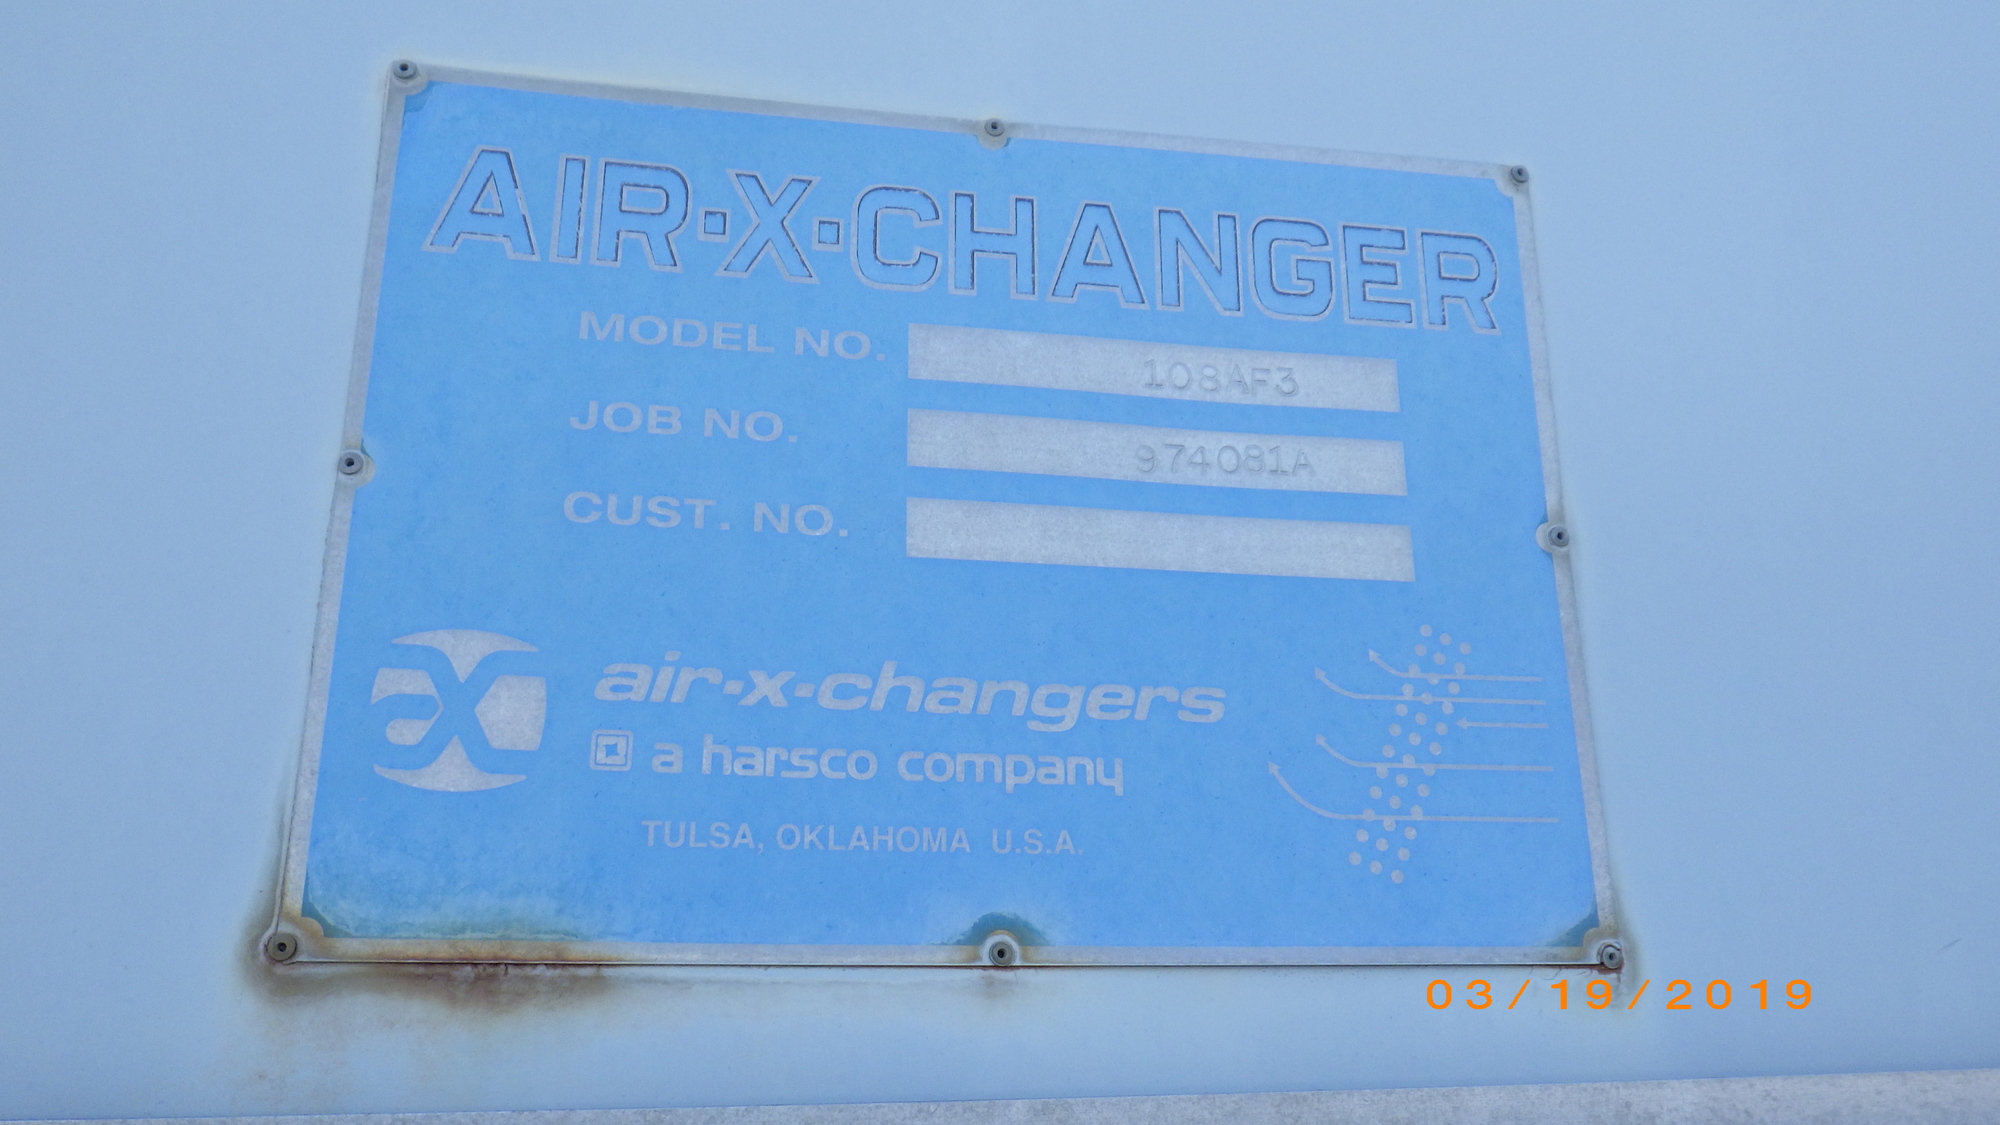 AIR·X·CHANGER
MODEL NO. 108AF3
JOB NO. 974081A
CUST. NO.
aX
air·x·changers
a harsco company
TULSA, OKLAHOMA U.S.A.
03/19/2019